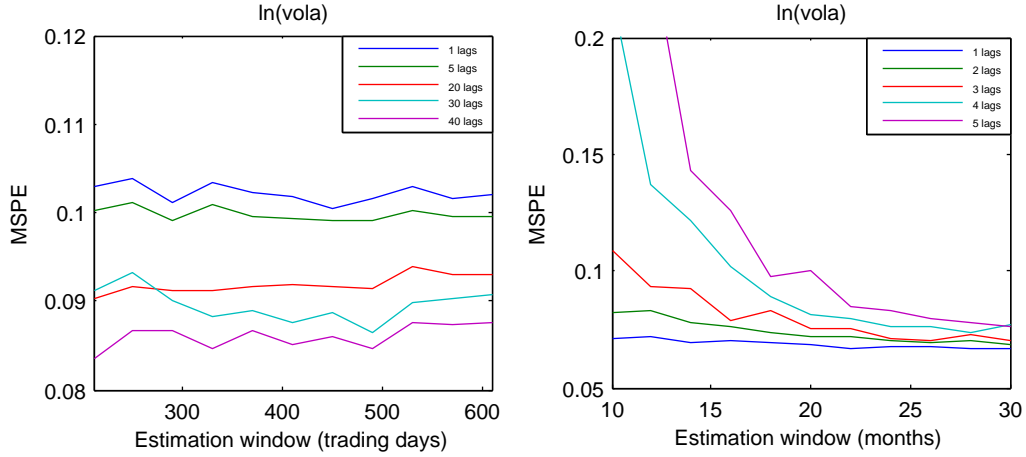 ln(vola)
0.12
0.11
0.1
0.09
0.08
MSPE
1 lags
5 lags
20 lags
30 lags
40 lags
300
400
500
600
Estimation window (trading days)
ln(vola)
0.2
0.15
0.1
0.05
MSPE
1 lags
2 lags
3 lags
4 lags
5 lags
10
15
20
25
30
Estimation window (months)